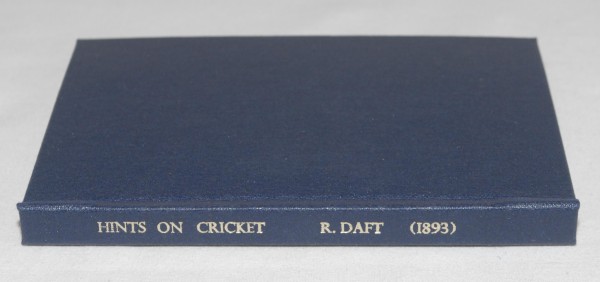 HINTS ON CRICKET R. DAFT (1893)